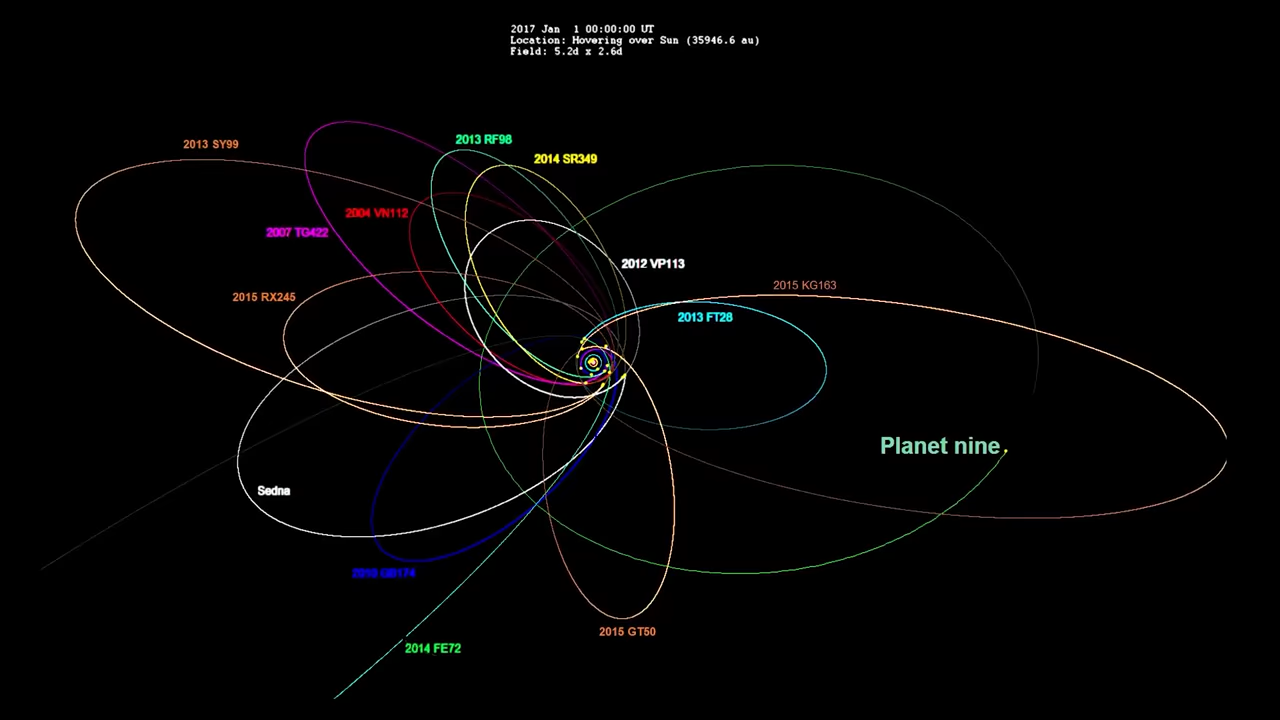 2017 Jan  1 00:00:00 UT
Location: Hovering over Sun (35946.6 au)
Field: 5.2d x 2.6d
2013 SY99
2013 RF98
2014 SR349
2004 VN112
2007 TG422
2012 VP113
2015 RX245
2015 KG163
2013 FT28
Planet nine
Sedna
2015 GT50
2014 FE72